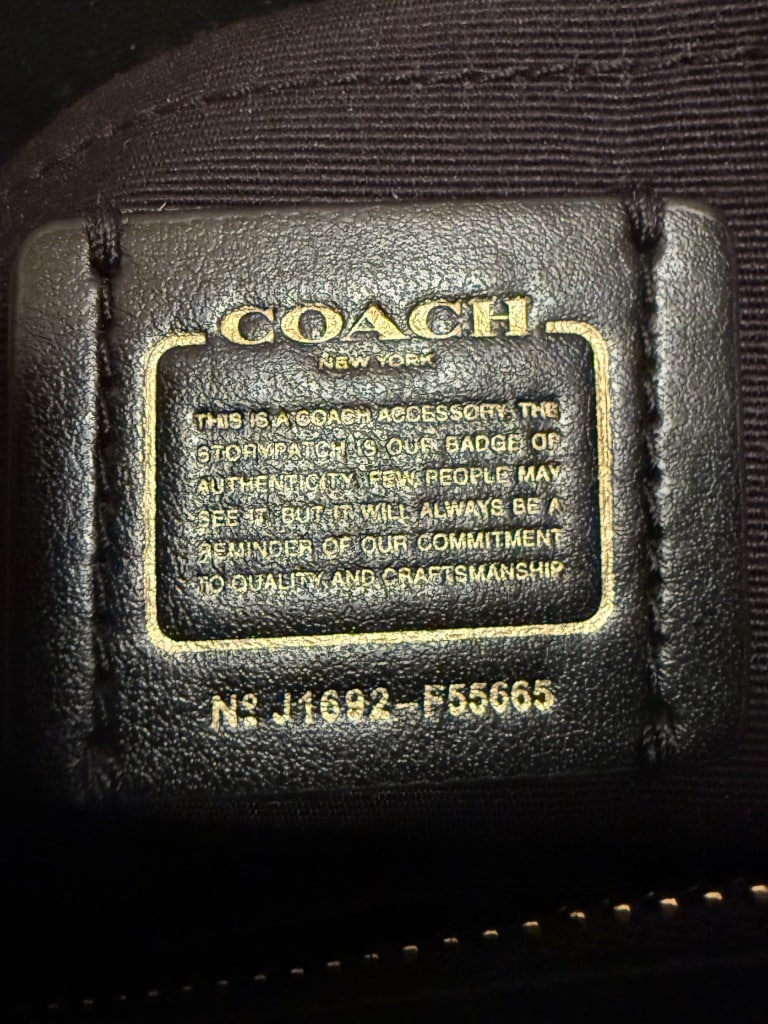 COACH
NEW YORK
THIS IS A COACH ACCESSORY. THE
STORYPATCH IS OUR BADGE OF
AUTHENTICITY. FEW PEOPLE MAY
SEE IT, BUT IT WILL ALWAYS BE A
REMINDER OF OUR COMMITMENT
TO QUALITY AND CRAFTSMANSHIP
Nº J1692-F55665